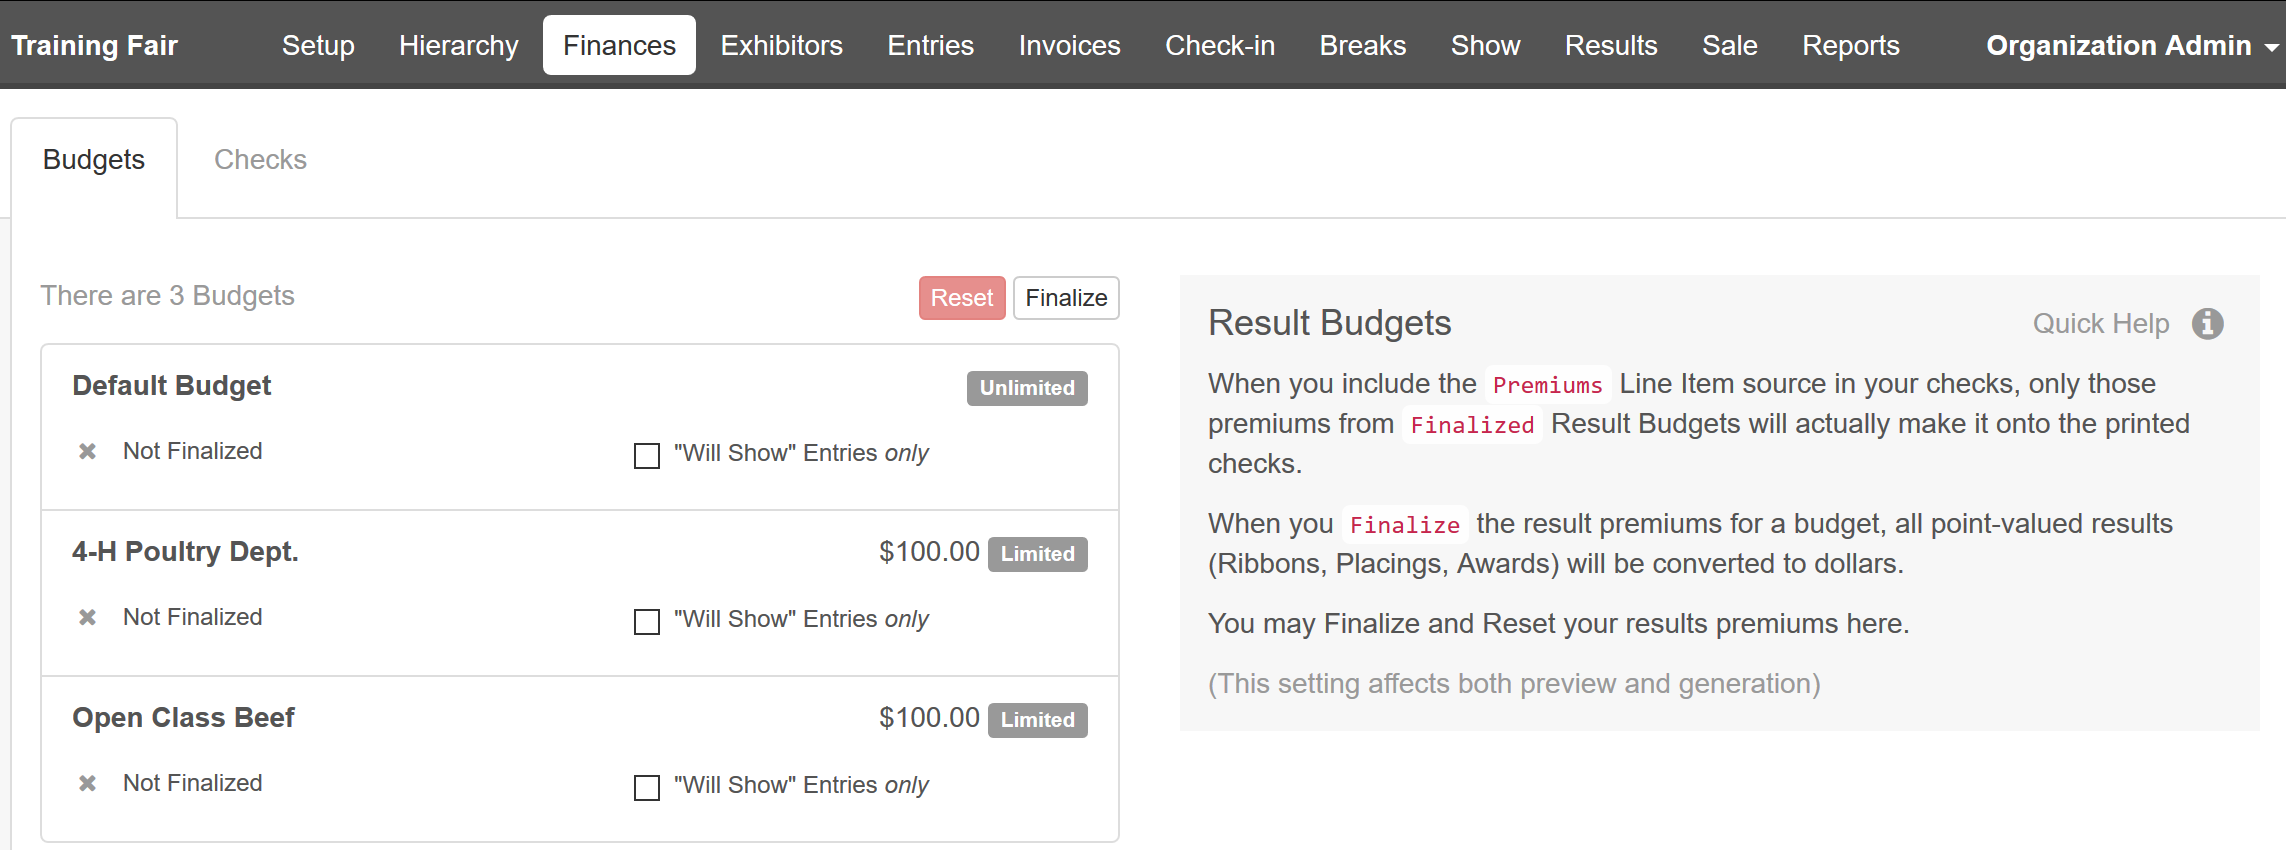 Training Fair Setup Hierarchy Finances Exhibitors Entries Invoices Check-in Breaks Show Results Sale Reports Organization Admin
Budgets Checks
There are 3 Budgets Reset Finalize
Default Budget Unlimited
Not Finalized "Will Show" Entries only
4-H Poultry Dept. $100.00 Limited
Not Finalized "Will Show" Entries only
Open Class Beef $100.00 Limited
Not Finalized "Will Show" Entries only
Result Budgets Quick Help
When you include the Premiums Line Item source in your checks, only those
premiums from Finalized Result Budgets will actually make it onto the printed
checks.
When you Finalize the result premiums for a budget, all point-valued results
(Ribbons, Placings, Awards) will be converted to dollars.
You may Finalize and Reset your results premiums here.
(This setting affects both preview and generation)